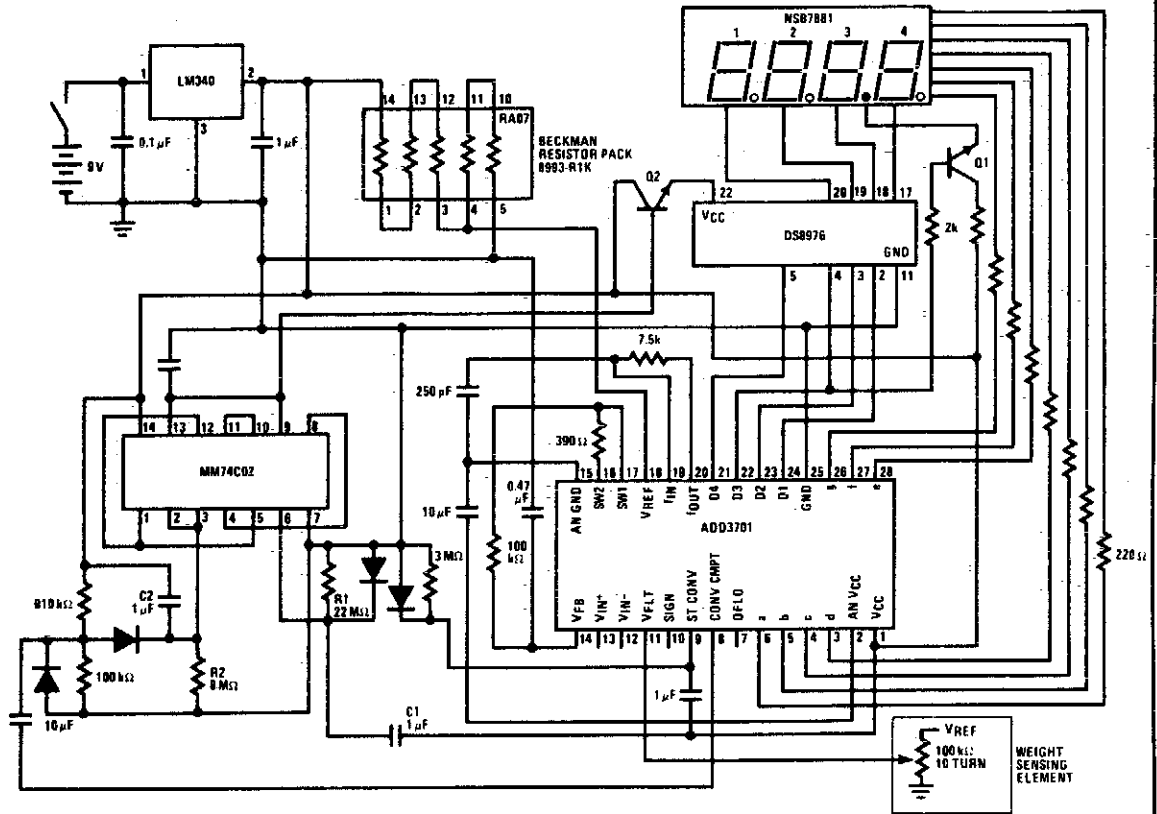 NSB7881
1 2 3 4
1 LM340 2
3
0.1 µF
1 µF
9V
14 13 12 11 10
RA07
BECKMAN
RESISTOR PACK
8993-R1K
1 2 3 4 5
Q2
Q1
22 20 19 18 17
VCC
DS8976
GND
5 4 3 2 11
2k
7.5k
250 pF
390 Ω
14 13 12 11 10 9 8
MM74C02
1 2 3 4 5 6 7
10 µF
0.47
µF
100
kΩ
15 16 17 18 19 20 21 22 23 24 25 26 27 28
AN GND SW2 SW1 VREF fIN fOUT D4 D3 D2 D1 GND g f e
ADD3701
VFB VIN+ VIN- VFLT SIGN ST CONV CONV CMPT OFLO a b c d AN VCC VCC
14 13 12 11 10 9 8 7 6 5 4 3 2 1
220 Ω
3 MΩ
R1
22 MΩ
C2
1 µF
100 kΩ
R2
10 µF
C1
1 µF
1 µF
VREF
100 kΩ
10 TURN
WEIGHT
SENSING
ELEMENT